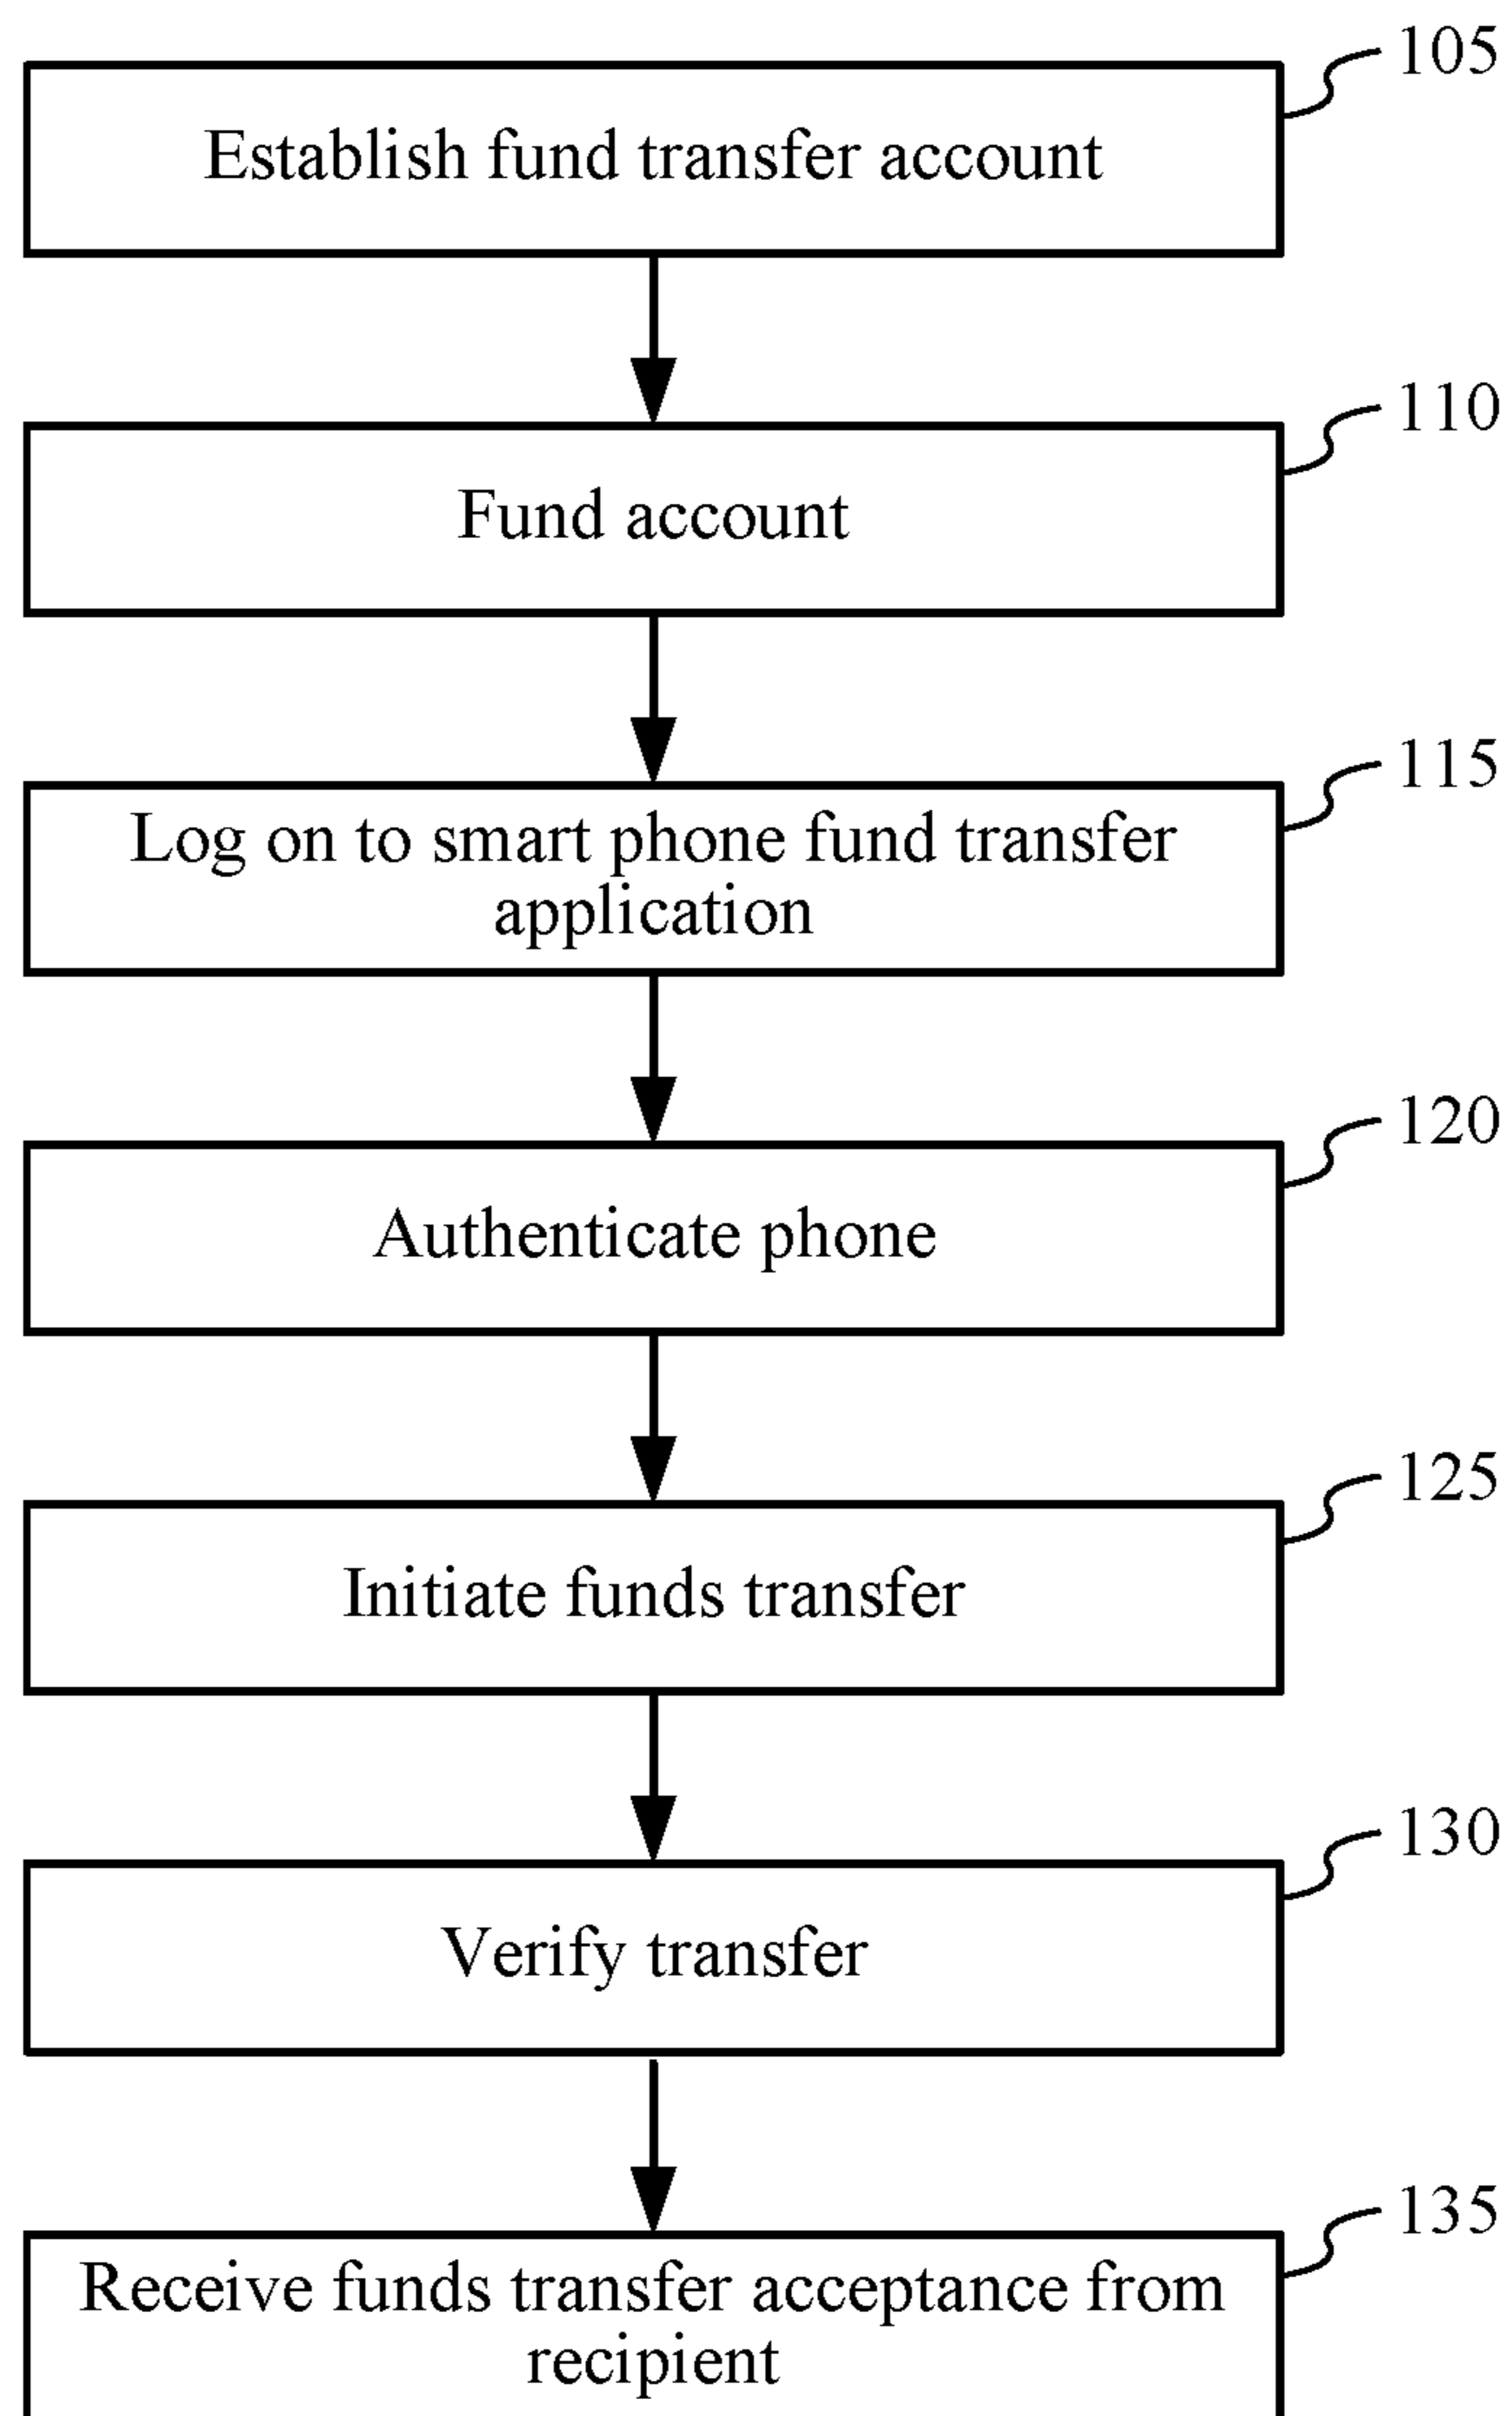 105
Establish fund transfer account
110
Fund account
115
Log on to smart phone fund transfer
application
120
Authenticate phone
125
Initiate funds transfer
130
Verify transfer
135
Receive funds transfer acceptance from
recipient